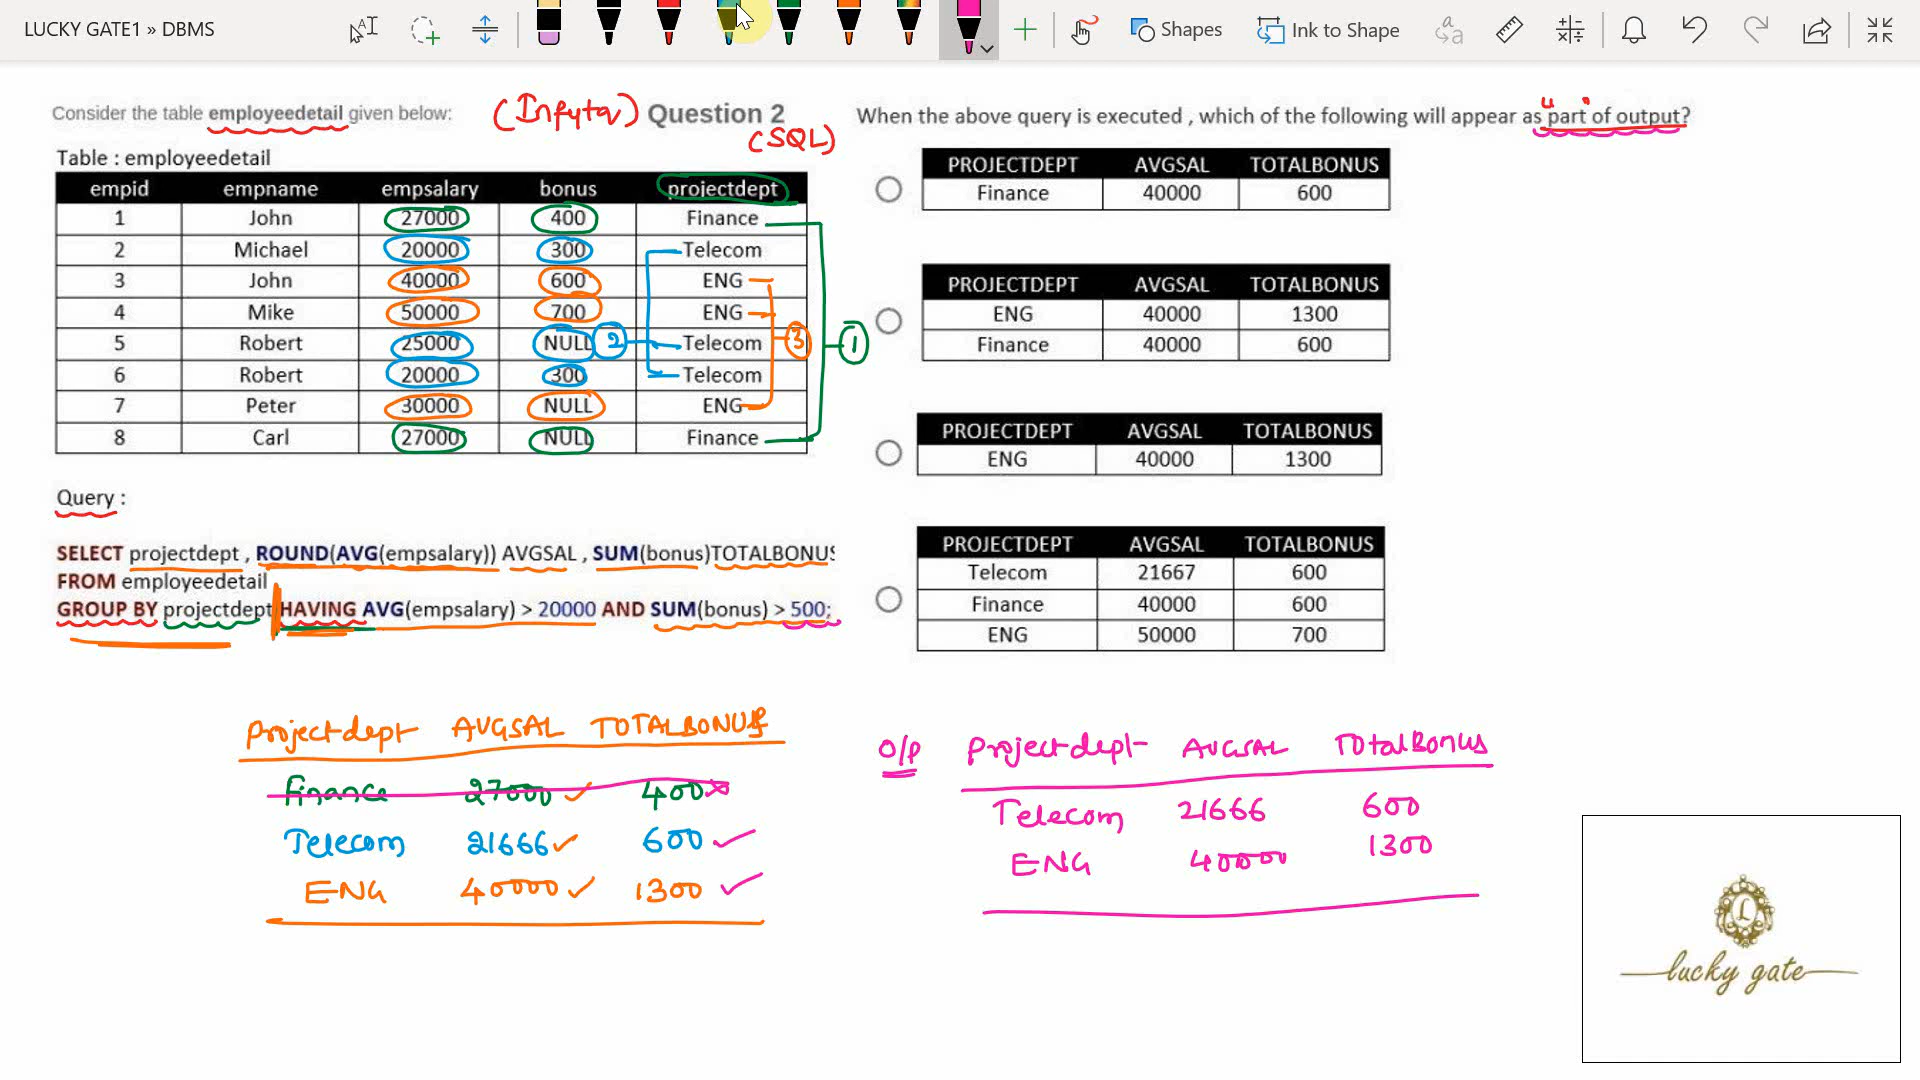 LUCKY GATE1 » DBMS
Shapes
Ink to Shape
Consider the table employeedetail given below:
(Infytq) Question 2
(SQL)
Table : employeedetail
empid empname empsalary bonus projectdept
1 John 27000 400 Finance
2 Michael 20000 300 Telecom
3 John 40000 600 ENG
4 Mike 50000 700 ENG
5 Robert 25000 NULL Telecom
6 Robert 20000 300 Telecom
7 Peter 30000 NULL ENG
8 Carl 27000 NULL Finance
2
3
1
Query :
SELECT projectdept , ROUND(AVG(empsalary)) AVGSAL , SUM(bonus)TOTALBONUS
FROM employeedetail
GROUP BY projectdept HAVING AVG(empsalary) > 20000 AND SUM(bonus) > 500;
Projectdept AVGSAL TOTALBONUS
Finance 27000 400
Telecom 21666 600
ENG 40000 1300
When the above query is executed , which of the following will appear as part of output?
PROJECTDEPT AVGSAL TOTALBONUS
Finance 40000 600
PROJECTDEPT AVGSAL TOTALBONUS
ENG 40000 1300
Finance 40000 600
PROJECTDEPT AVGSAL TOTALBONUS
ENG 40000 1300
PROJECTDEPT AVGSAL TOTALBONUS
Telecom 21667 600
Finance 40000 600
ENG 50000 700
O/P Projectdept AVGSAL TotalBonus
Telecom 21666 600
ENG 40000 1300
L
lucky gate